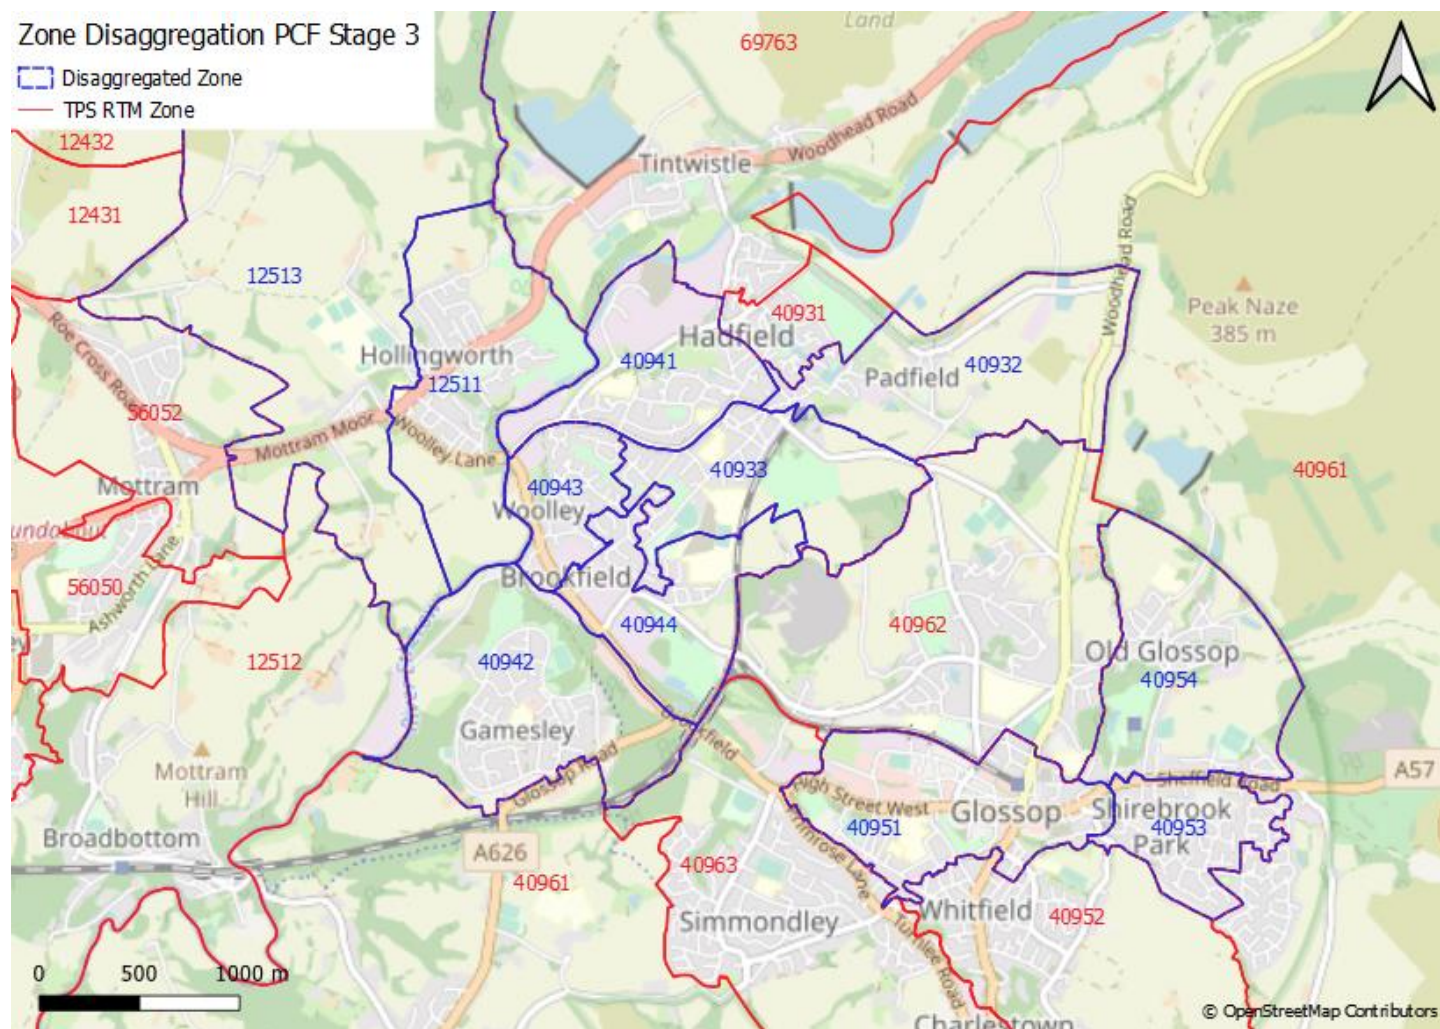 Zone Disaggregation PCF Stage 3
Disaggregated Zone
TPS RTM Zone
Land
69763
12432
Woodhead Road
Tintwistle
12431
12513
Woodhead Road
Peak Naze
385 m
40931
Hadfield
Roe Cross Road
Hollingworth
40941
40932
12511
Padfield
56052
Mottram Moor
Woolley Lane
40933
40961
Mottram
40943
Woolley
Brookfield
56050
Ashworth Lane
40944
40962
12512
40942
Old Glossop
40954
Gamesley
Glossop Road
Mottram
Hill
A57
Sheffield Road
High Street West
Glossop
Shirebrook
Park
40951
40953
Broadbottom
A626
Primrose Lane
40963
40961
Simmondley
Whitfield
40952
Turnlee Road
0 500 1000 m
Charlestown
© OpenStreetMap Contributors